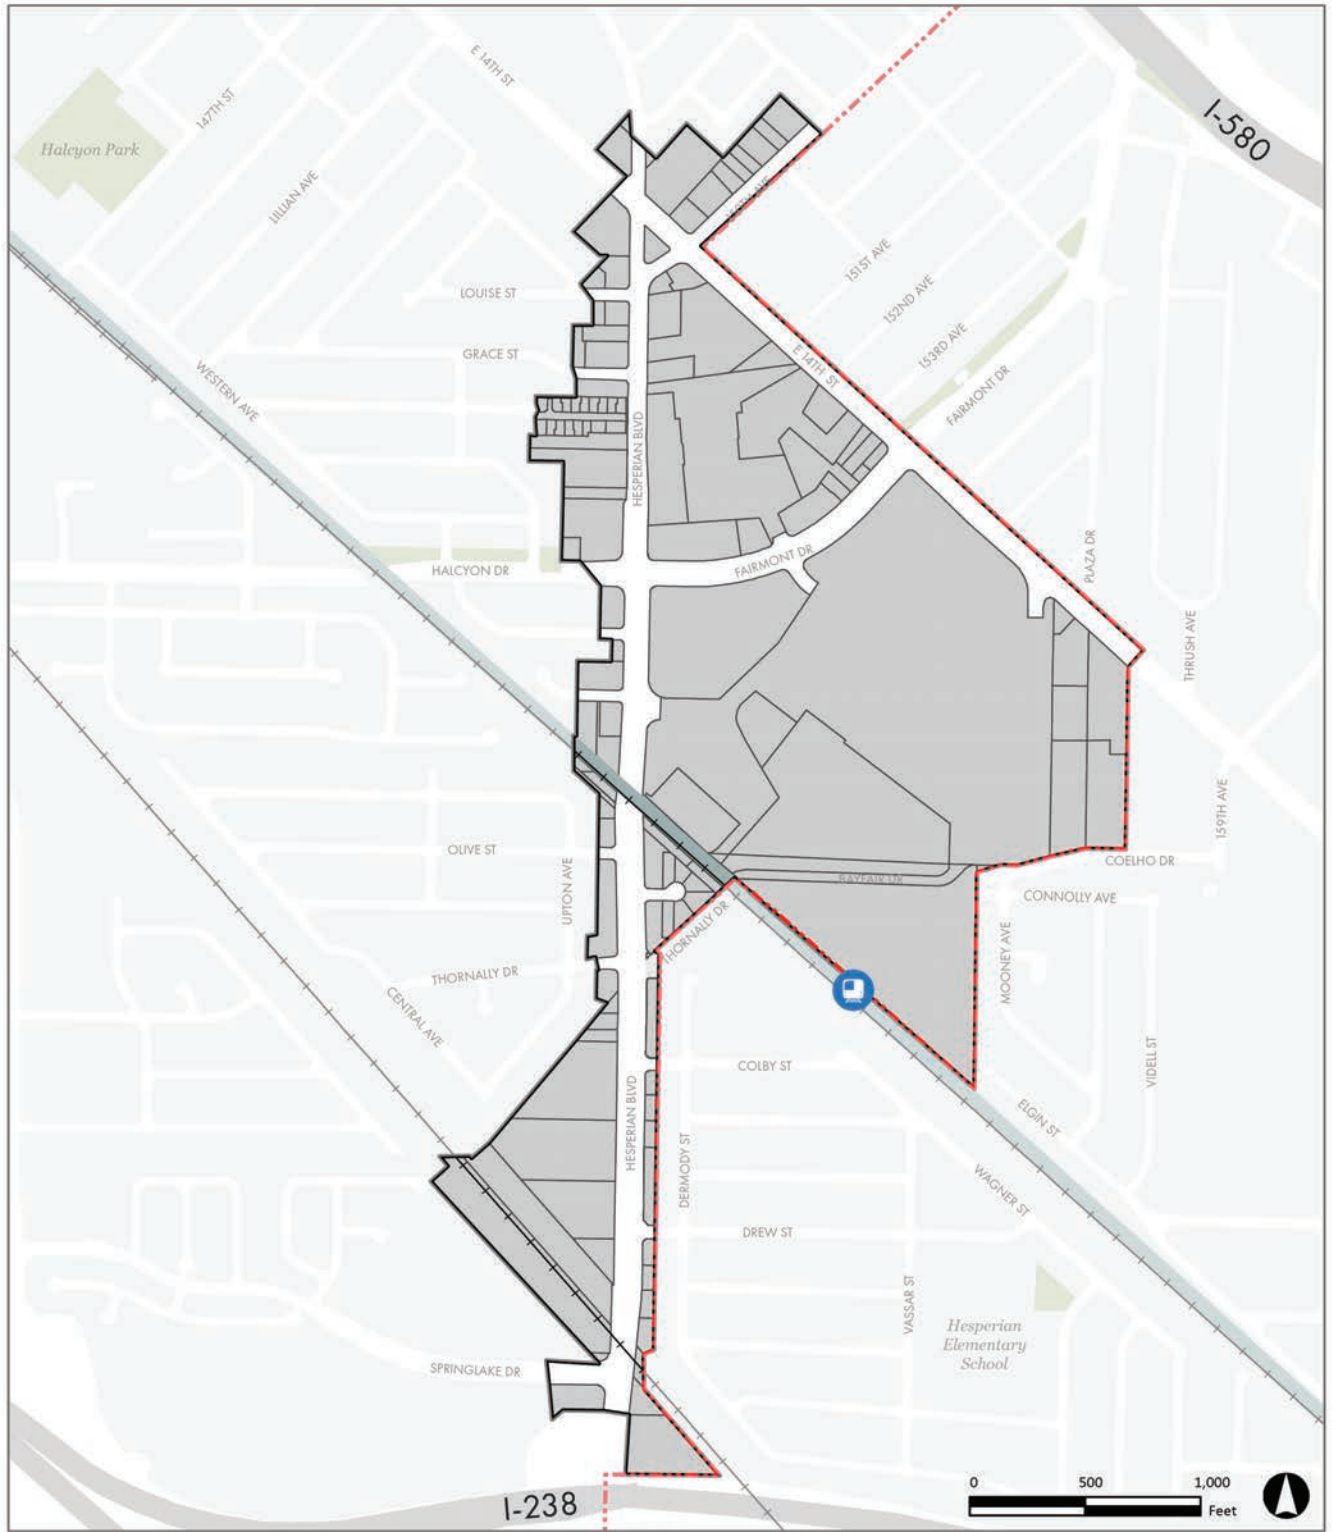 E 14TH ST
I-580
147TH ST
Halcyon Park
LILLIAN AVE
150TH AVE
151ST AVE
LOUISE ST
152ND AVE
153RD AVE
GRACE ST
E 14TH ST
WESTERN AVE
FAIRMONT DR
HESPERIAN BLVD
HALCYON DR
FAIRMONT DR
PLAZA DR
THRUSH AVE
159TH AVE
OLIVE ST
COELHO DR
BAYFAIR DR
UPTON AVE
CONNOLLY AVE
THORNALLY DR
MOONEY AVE
THORNALLY DR
CENTRAL AVE
COLBY ST
VIDELL ST
HESPERIAN BLVD
ELGIN ST
DERMODY ST
WAGNER ST
DREW ST
VASSAR ST
Hesperian
Elementary
School
SPRINGLAKE DR
0 500 1,000
Feet
I-238